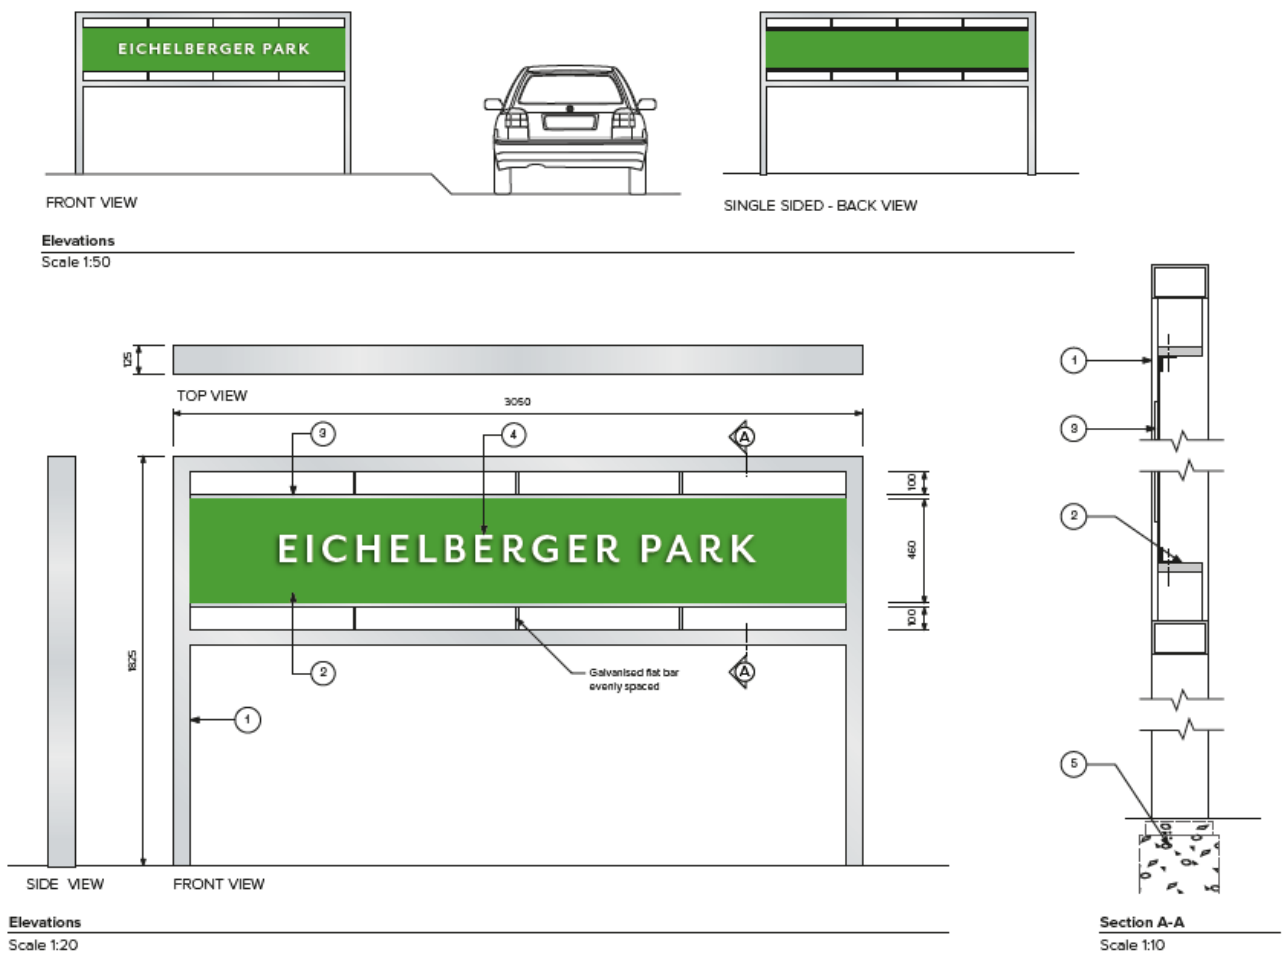 EICHELBERGER PARK
FRONT VIEW
SINGLE SIDED - BACK VIEW
Elevations
Scale 1:50
125
TOP VIEW
3050
3
4
A
1
3
2
5
100
460
100
EICHELBERGER PARK
1825
2
Galvanised flat bar
evenly spaced
A
1
SIDE VIEW
FRONT VIEW
Elevations
Scale 1:20
Section A-A
Scale 1:10